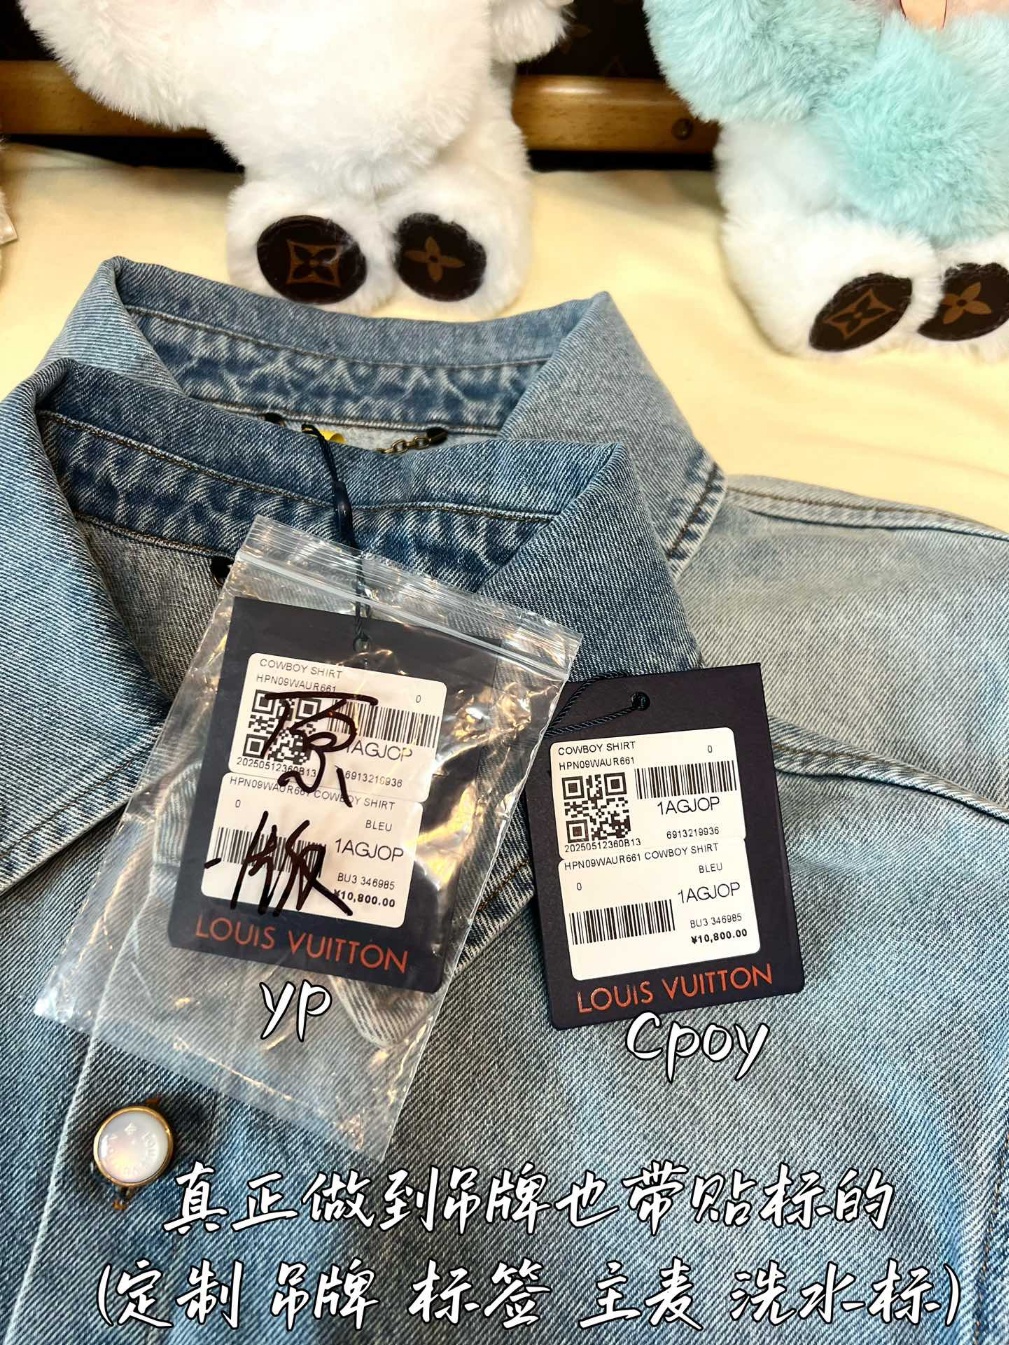 COWBOY SHIRT
HPN09WAUR661
0
1AGJOP
20250512360B13
6913219936
HPN09WAUR661 COWBOY SHIRT
0
BLEU
1AGJOP
BU3 346985
¥10,800.00
原
版
LOUIS VUITTON
yp
COWBOY SHIRT
0
HPN09WAUR661
1AGJOP
20250512360B13
6913219936
HPN09WAUR661 COWBOY SHIRT
0
BLEU
1AGJOP
BU3 346985
¥10,800.00
LOUIS VUITTON
Cpoy
真正做到吊牌也带贴标的
(定制 吊牌 标签 主麦 洗水标)